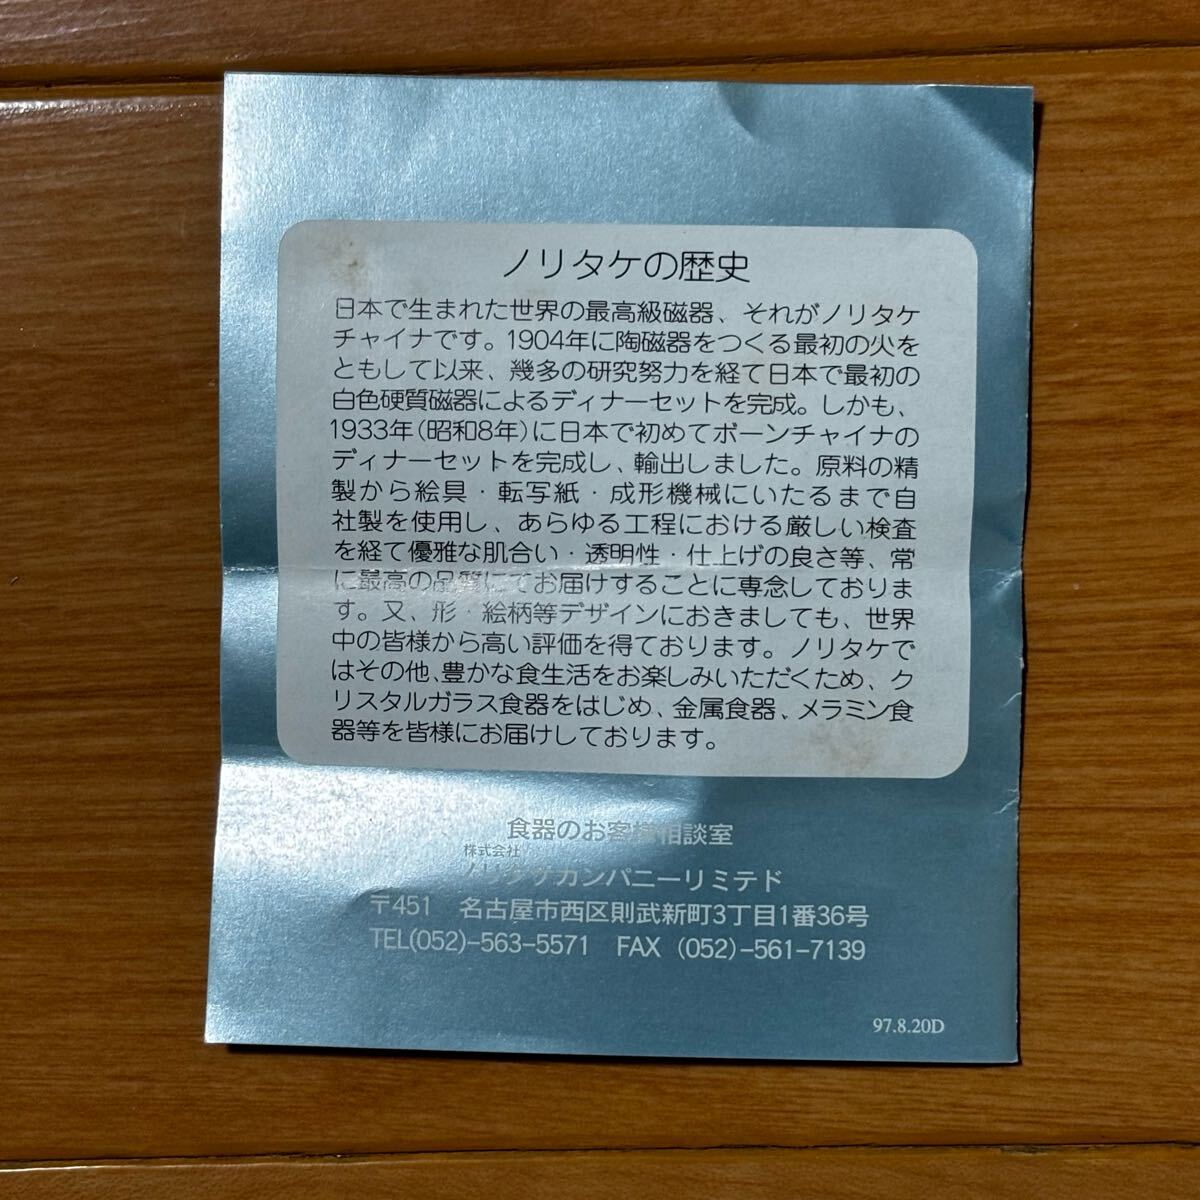 ノリタケの歴史
日本で生まれた世界の最高級磁器、それがノリタケ
チャイナです。1904年に陶磁器をつくる最初の火を
ともして以来、幾多の研究努力を経て日本で最初の
白色硬質磁器によるディナーセットを完成。しかも、
1933年(昭和8年)に日本で初めてボーンチャイナの
ディナーセットを完成し、輸出しました。原料の精
製から絵具・転写紙・成形機械にいたるまで自
社製を使用し、あらゆる工程における厳しい検査
を経て優雅な肌合い・透明性・仕上げの良さ等、常
に最高の品質にてお届けすることに専念しておりま
す。又、形・絵柄等デザインにおきましても、世界
中の皆様から高い評価を得ております。ノリタケで
はその他、豊かな食生活をお楽しみいただくため、ク
リスタルガラス食器をはじめ、金属食器、メラミン食
器等を皆様にお届けしております。
食器のお客様相談室
株式会社
ノリタケカンパニーリミテド
〒451 名古屋市西区則武新町3丁目1番36号
TEL(052)-563-5571 FAX (052)-561-7139
97.8.20D